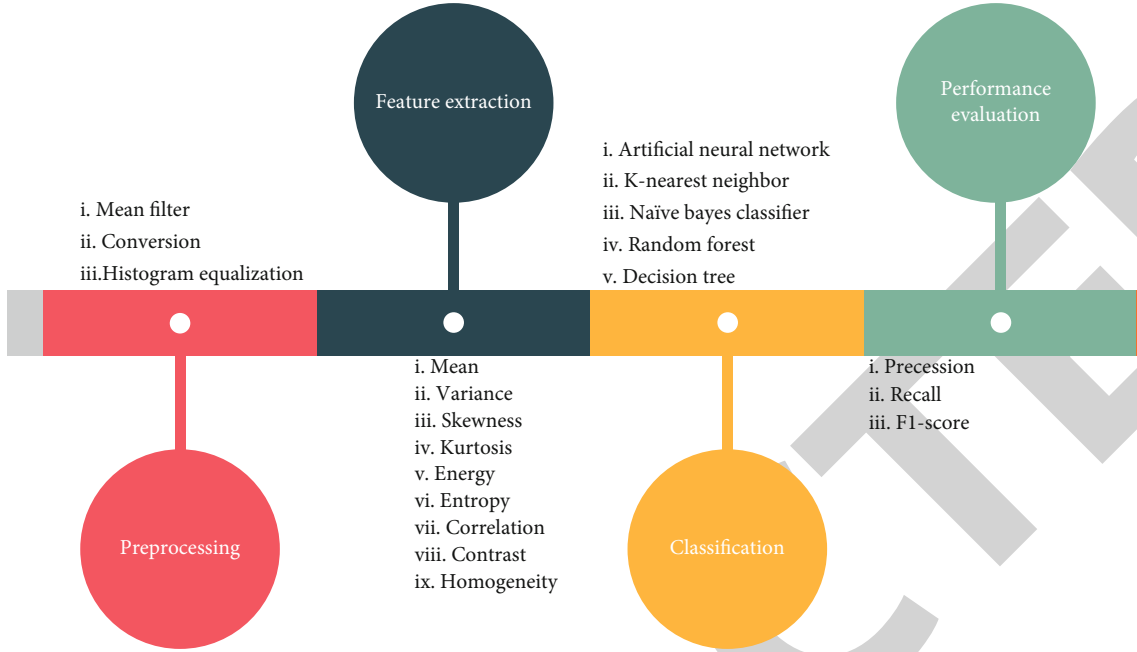 Preprocessing
i. Mean filter
ii. Conversion
iii.Histogram equalization
Feature extraction
i. Mean
ii. Variance
iii. Skewness
iv. Kurtosis
v. Energy
vi. Entropy
vii. Correlation
viii. Contrast
ix. Homogeneity
Classification
i. Artificial neural network
ii. K-nearest neighbor
iii. Naïve bayes classifier
iv. Random forest
v. Decision tree
Performance
evaluation
i. Precession
ii. Recall
iii. F1-score